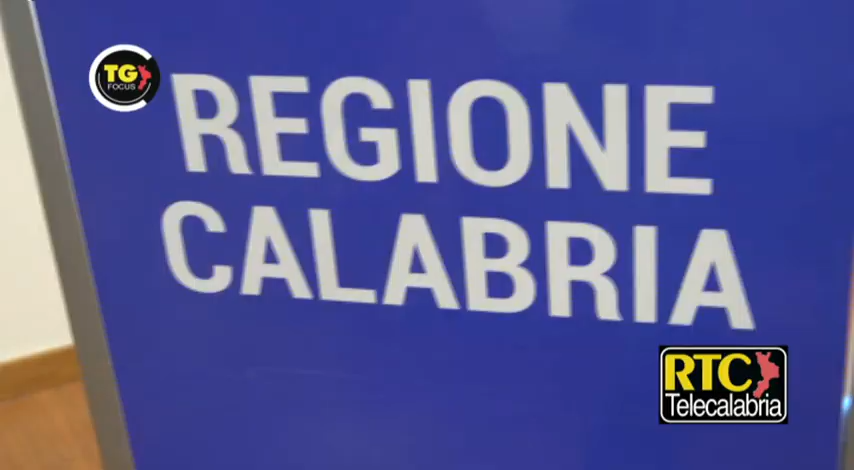 TG
FOCUS
REGIONE
CALABRIA
RTC
Telecalabria